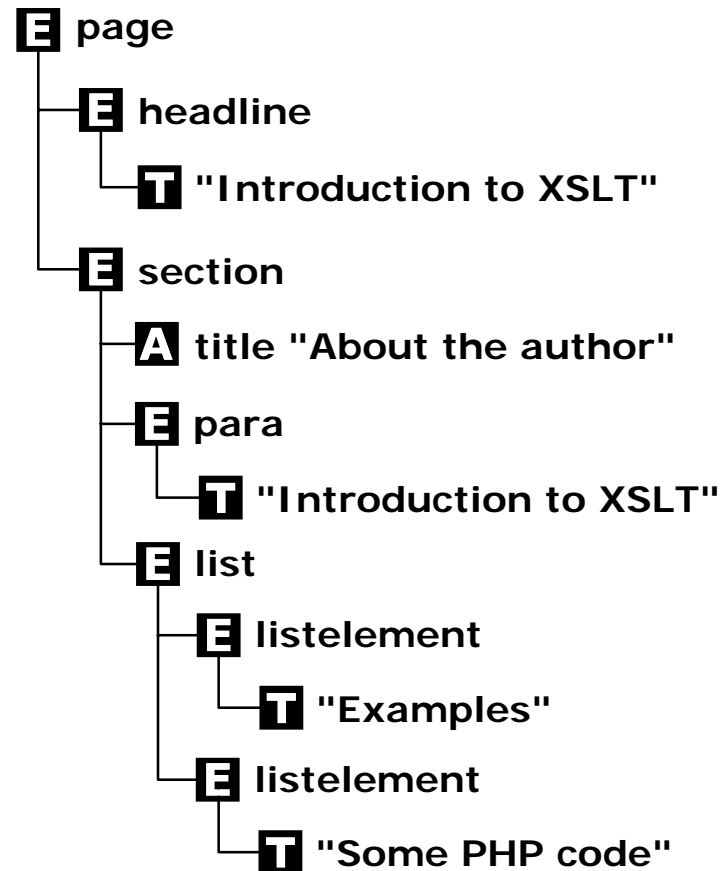 E page
E headline
T "Introduction to XSLT"
E section
A title "About the author"
E para
T "Introduction to XSLT"
E list
E listelement
T "Examples"
E listelement
T "Some PHP code"